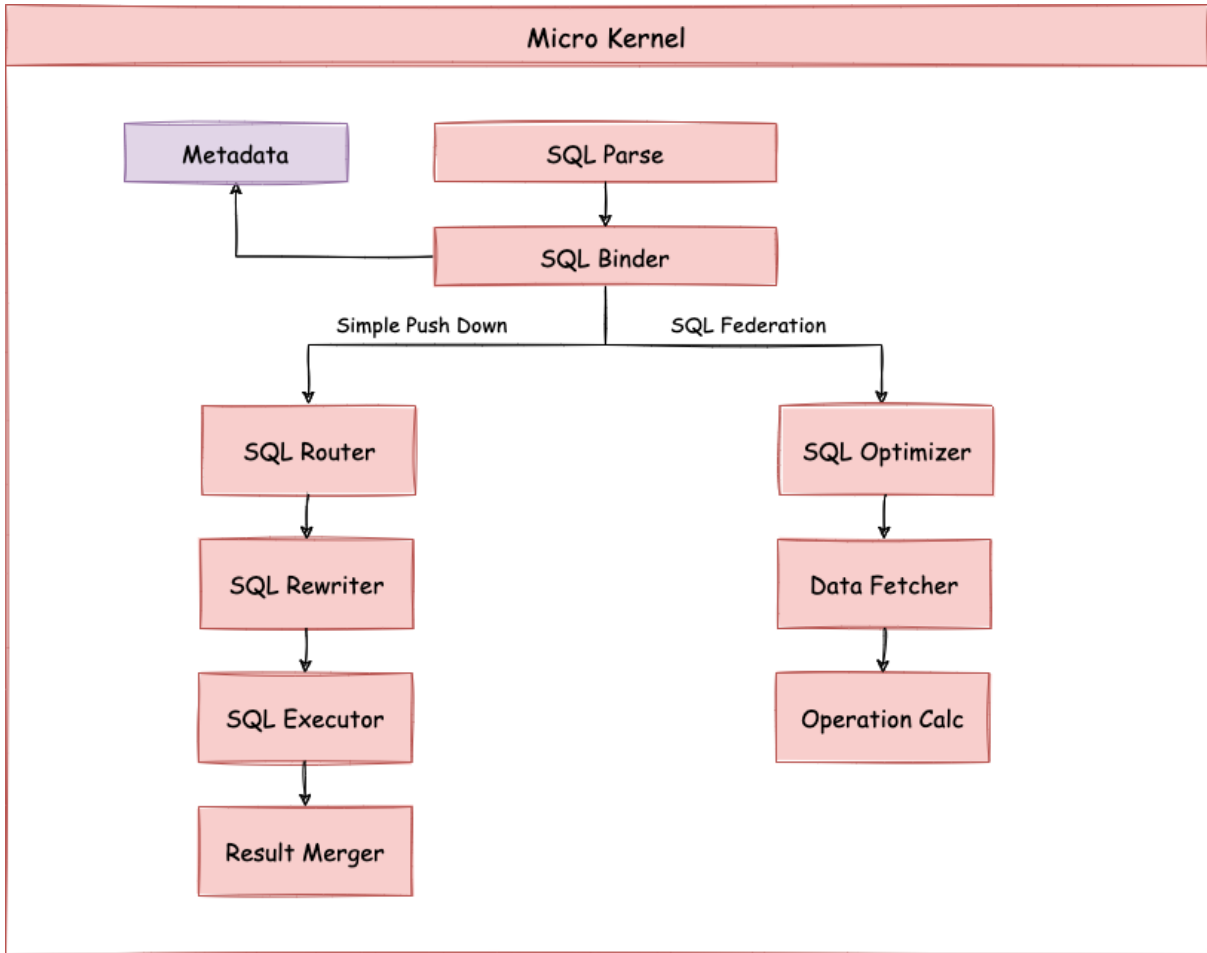 Micro Kernel
Metadata
SQL Parse
SQL Binder
Simple Push Down
SQL Federation
SQL Router
SQL Optimizer
SQL Rewriter
Data Fetcher
SQL Executor
Operation Calc
Result Merger